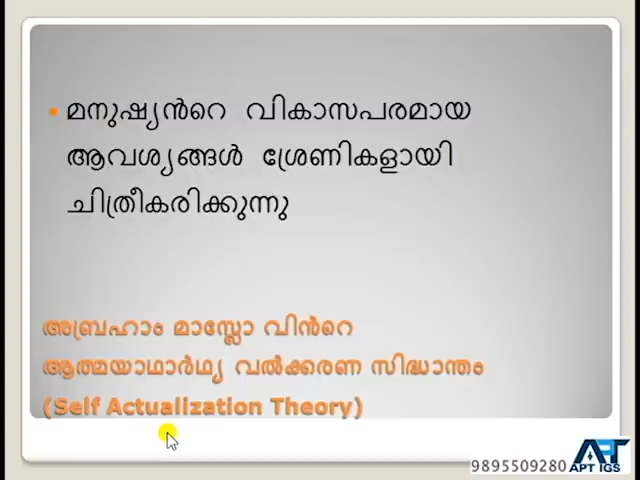 മനുഷ്യൻറെ വികാസപരമായ
ആവശ്യങ്ങൾ ശ്രേണികളായി
ചിത്രീകരിക്കുന്നു
അബ്രഹാം മാസ്ലോ വിൻറെ
ആത്മയാഥാർഥ്യ വൽക്കരണ സിദ്ധാന്തം
(Self Actualization Theory)
9895509280 APT IGS
APT